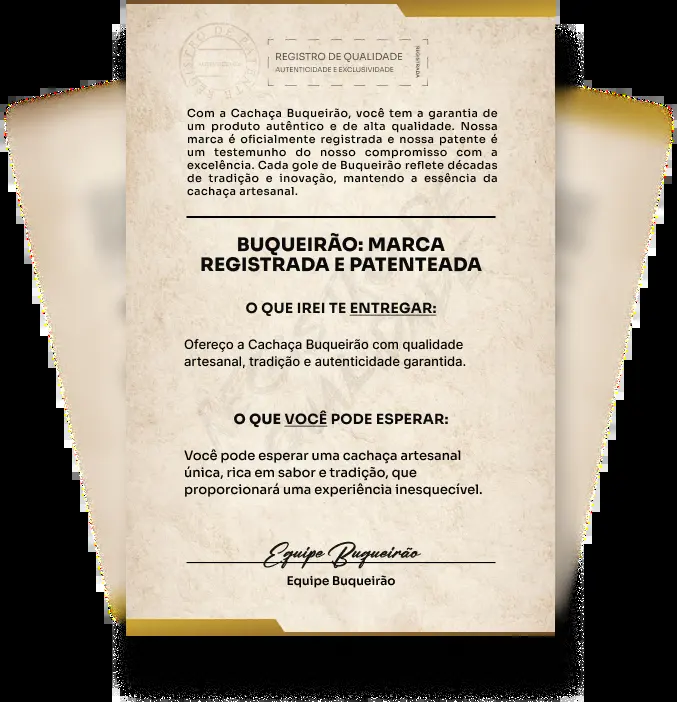 REGISTRO DE QUALIDADE
AUTENTICIDADE E EXCLUSIVIDADE
REGISTRADA
Com a Cachaça Buqueirão, você tem a garantia de
um produto autêntico e de alta qualidade. Nossa
marca é oficialmente registrada e nossa patente é
um testemunho do nosso compromisso com a
excelência. Cada gole de Buqueirão reflete décadas
de tradição e inovação, mantendo a essência da
cachaça artesanal.
BUQUEIRÃO: MARCA
REGISTRADA E PATENTEADA
O QUE IREI TE ENTREGAR:
Ofereço a Cachaça Buqueirão com qualidade
artesanal, tradição e autenticidade garantida.
O QUE VOCÊ PODE ESPERAR:
Você pode esperar uma cachaça artesanal
única, rica em sabor e tradição, que
proporcionará uma experiência inesquecível.
Equipe Buqueirão
Equipe Buqueirão